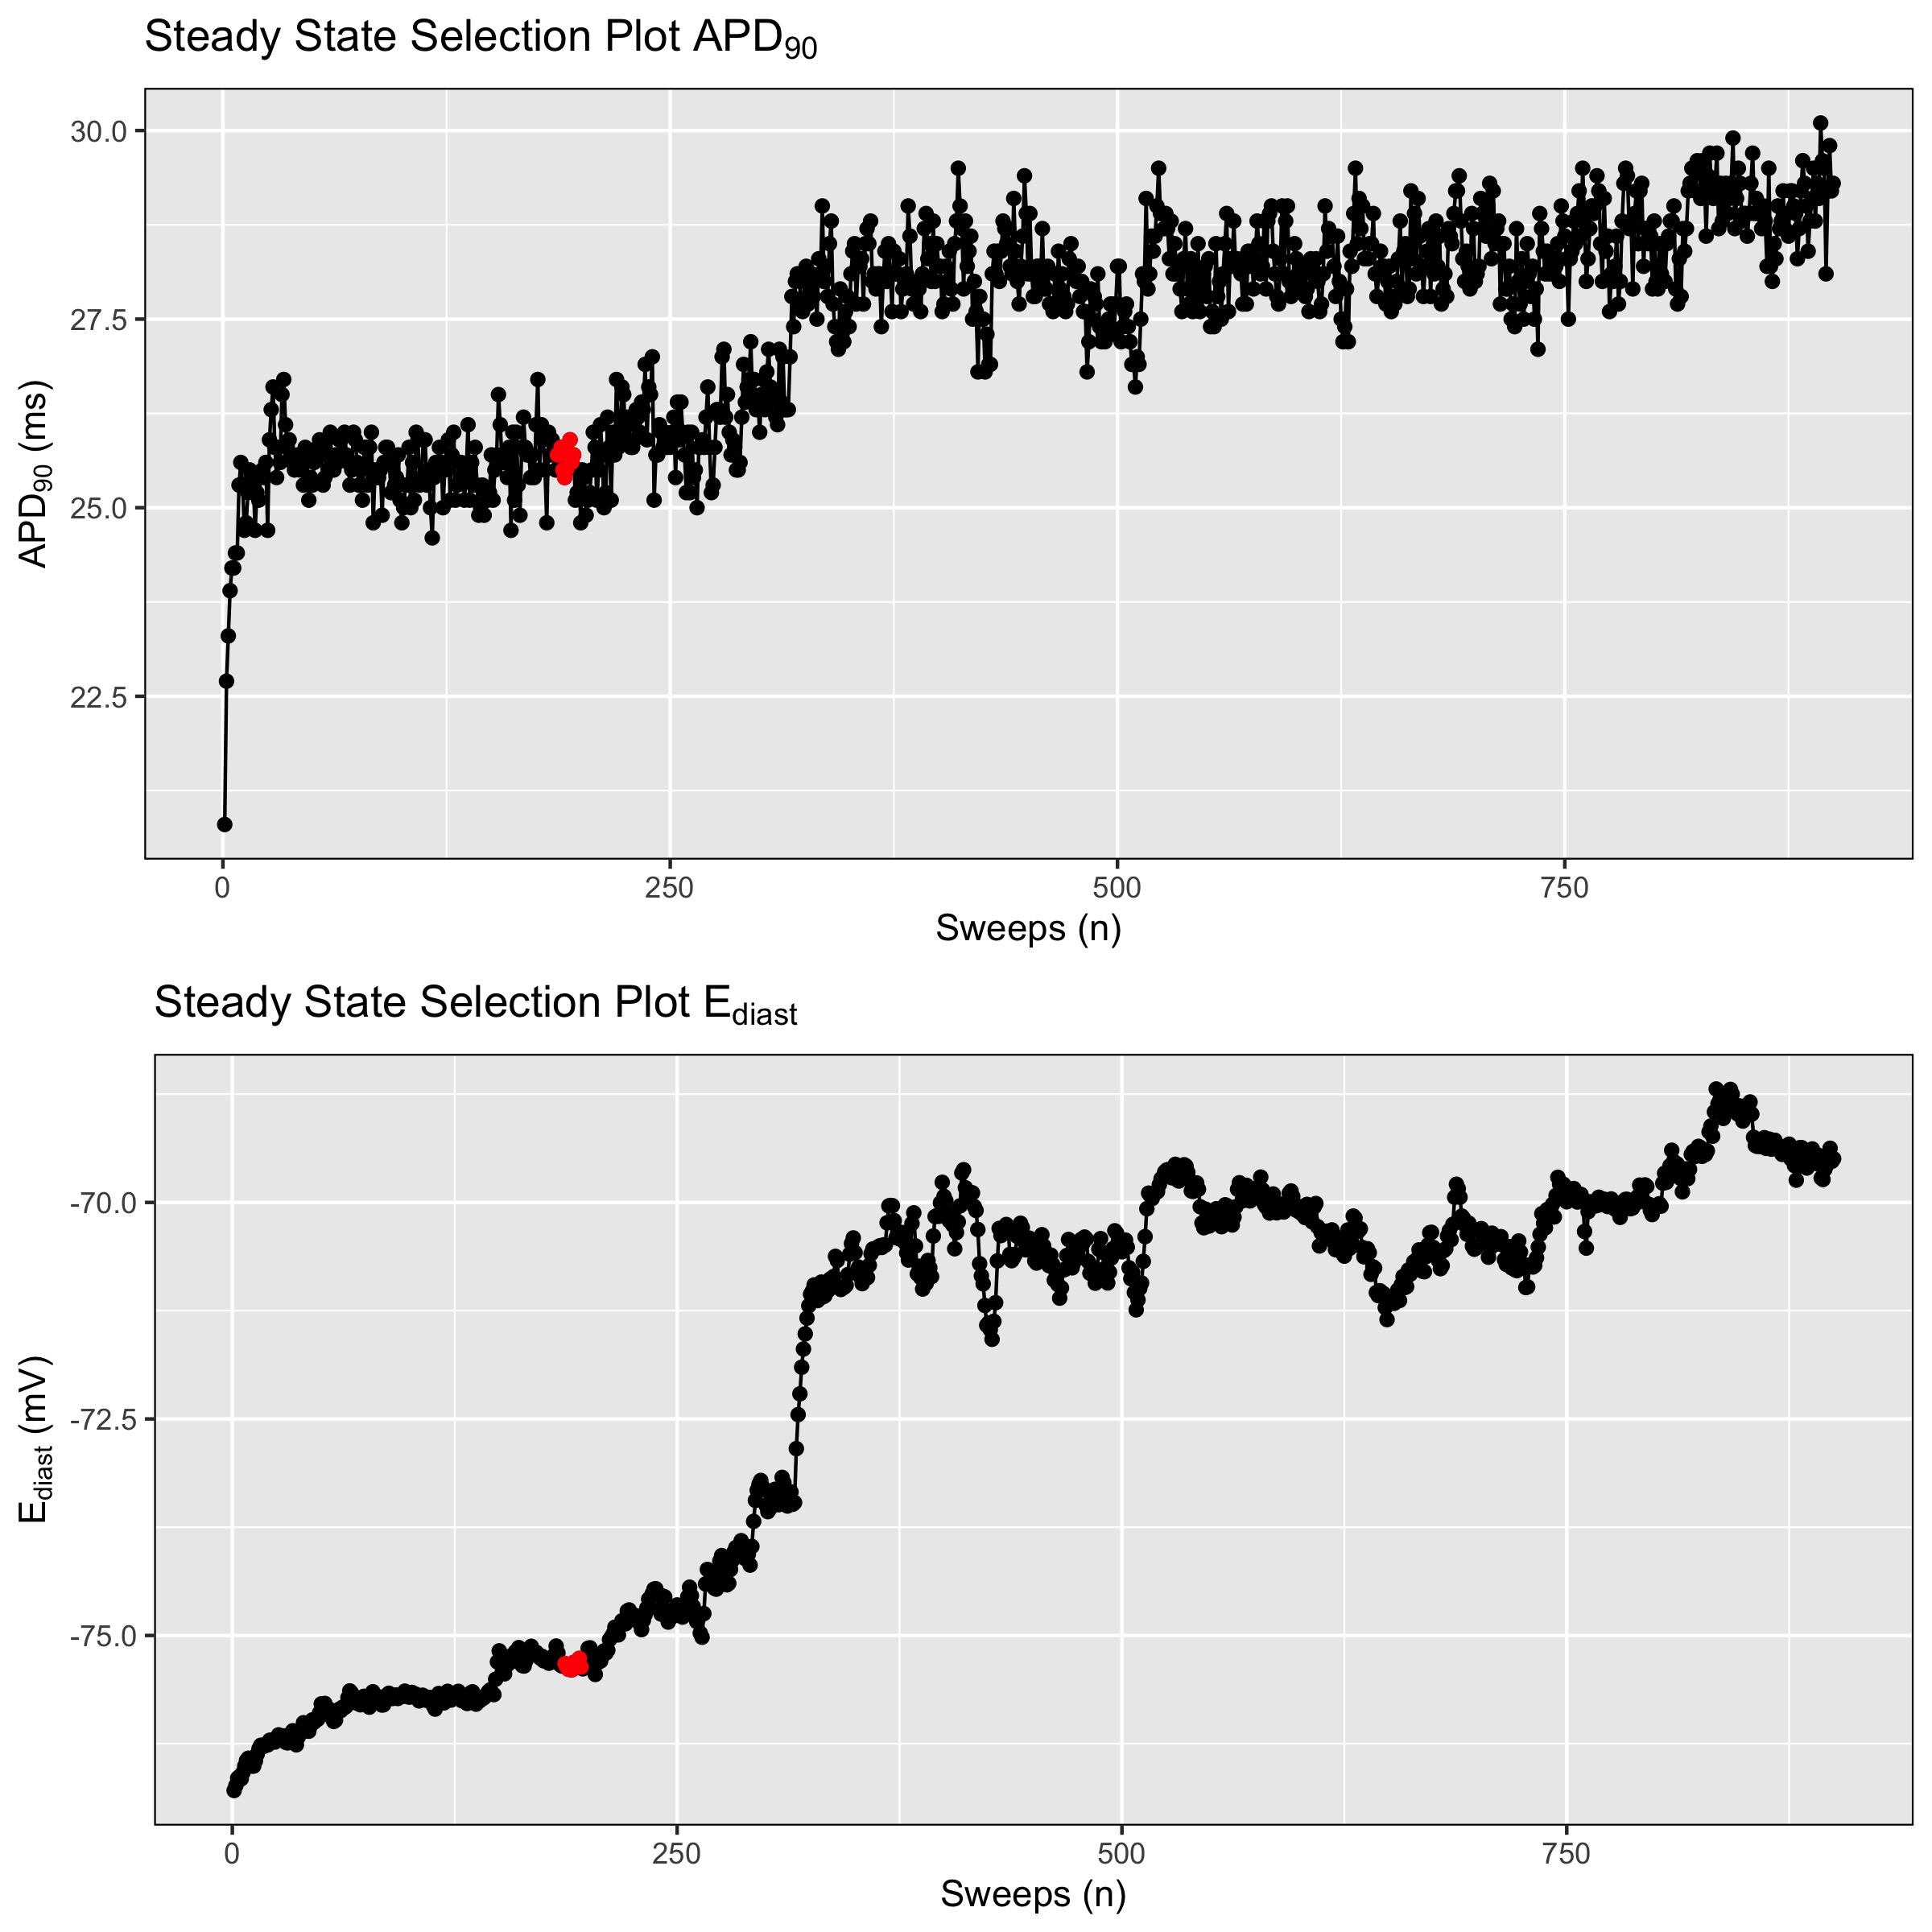 Steady State Selection Plot APD90
30.0
27.5
25.0
22.5
APD90 (ms)
0 250 500 750
Sweeps (n)
Steady State Selection Plot Ediast
-70.0
-72.5
-75.0
Ediast (mV)
0 250 500 750
Sweeps (n)